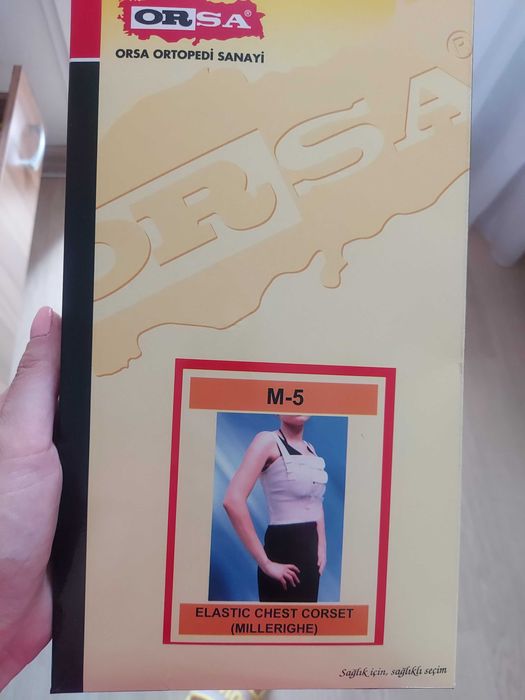 ORSA®
ORSA ORTOPEDİ SANAYİ
ORSA®
M-5
ELASTIC CHEST CORSET
(MILLERIGHE)
Sağlık için, sağlıklı seçim